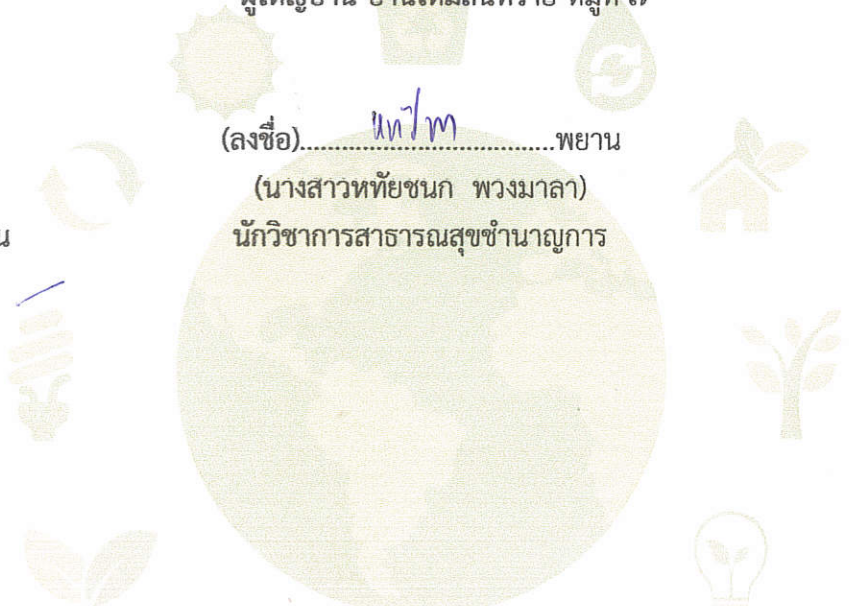 (ลงชื่อ)..............................พยาน
(นางสาวหทัยชนก พวงมาลา)
นักวิชาการสาธารณสุขชำนาญการ